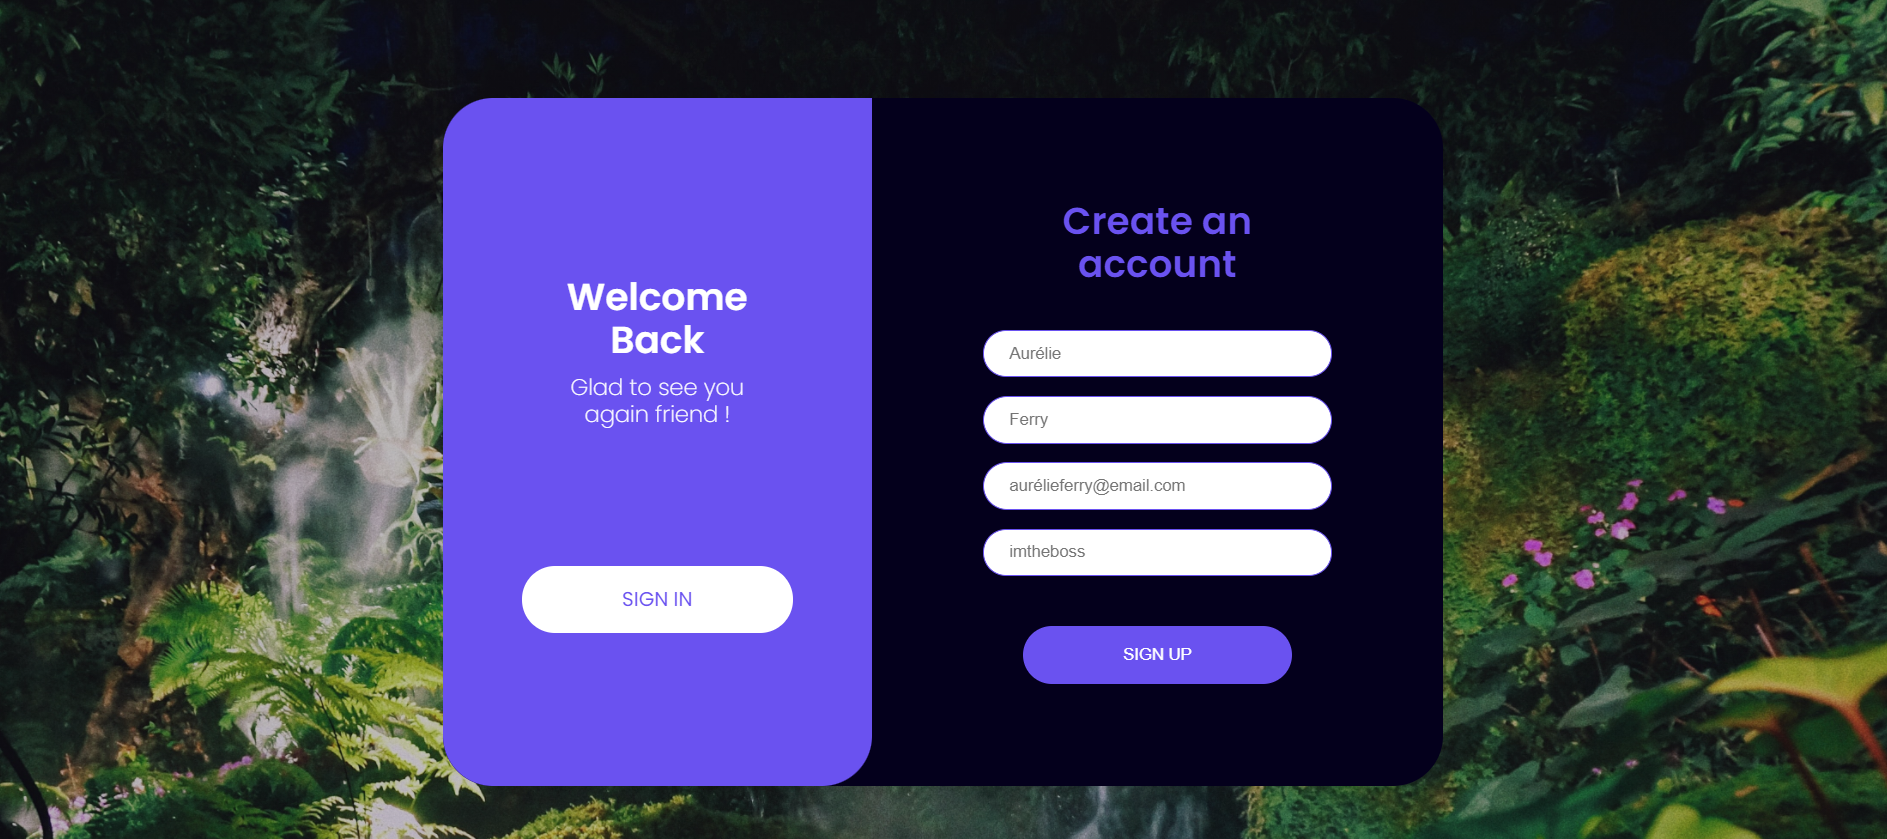 Welcome
Back
Glad to see you
again friend !
SIGN IN
Create an
account
Aurélie
Ferry
aurélieferry@email.com
imtheboss
SIGN UP